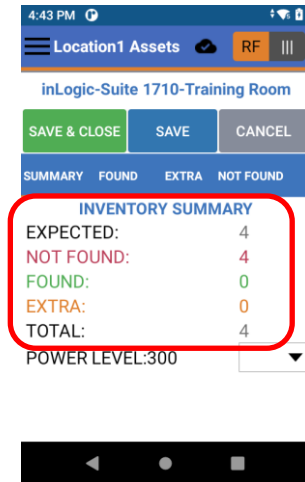 4:43 PM
Location1 Assets RF
inLogic-Suite 1710-Training Room
SAVE & CLOSE SAVE CANCEL
SUMMARY FOUND EXTRA NOT FOUND
INVENTORY SUMMARY
EXPECTED: 4
NOT FOUND: 4
FOUND: 0
EXTRA: 0
TOTAL: 4
POWER LEVEL:300